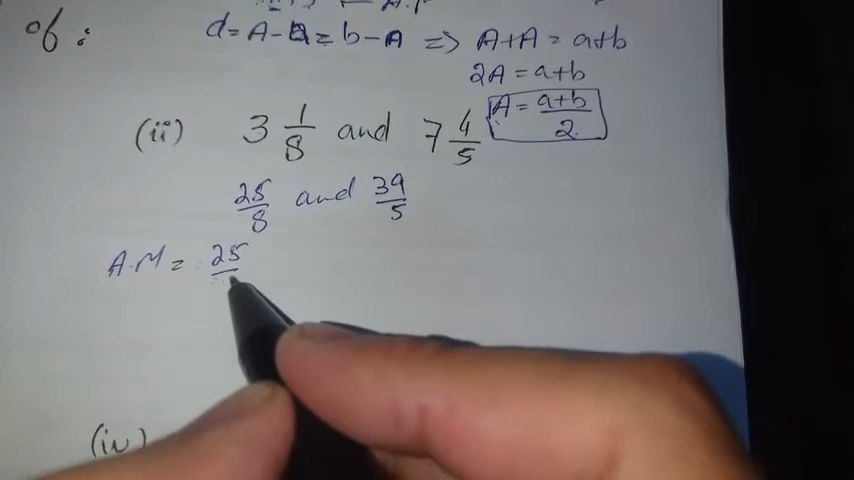 of :
d = A - a = b - A => A+A = a+b
2A = a+b
A = a+b/2
(ii) 3 1/8 and 7 4/5
25/8 and 39/5
A.M = 25
(iv)